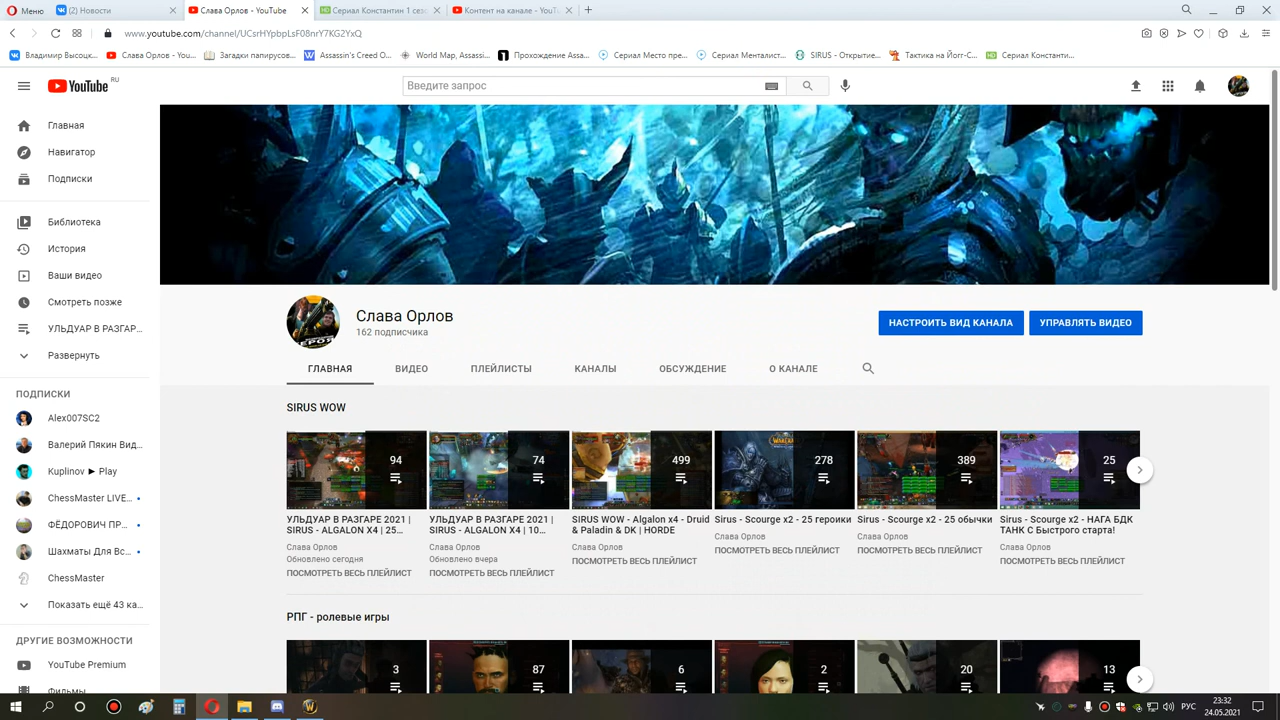 Меню
(2) Новости
Слава Орлов - YouTube
Сериал Константин 1 сез
Контент на канале - YouT
www.youtube.com/channel/UCsrHYpbpLsF08nrY7KG2YxQ
Владимир Высоцк...
Слава Орлов - You...
Загадки папирусов...
Assassin's Creed O...
World Map, Assassi...
Прохождение Assa...
Сериал Место пре...
Сериал Менталист...
SIRUS - Открытие...
Тактика на Йогг-С...
Сериал Константи...
YouTube RU
Введите запрос
Главная
Навигатор
Подписки
Библиотека
История
Ваши видео
Смотреть позже
УЛЬДУАР В РАЗГАР...
Развернуть
ПОДПИСКИ
Alex007SC2
Валерий Пякин Вид...
Kuplinov ► Play
ChessMaster LIVE...
ФЁДОРОВИЧ ПР...
Шахматы Для Вс...
ChessMaster
Показать ещё 43 ка...
ДРУГИЕ ВОЗМОЖНОСТИ
YouTube Premium
Фильмы
Слава Орлов
162 подписчика
НАСТРОИТЬ ВИД КАНАЛА
УПРАВЛЯТЬ ВИДЕО
ГЛАВНАЯ
ВИДЕО
ПЛЕЙЛИСТЫ
КАНАЛЫ
ОБСУЖДЕНИЕ
О КАНАЛЕ
SIRUS WOW
94
74
499
278
389
25
УЛЬДУАР В РАЗГАРЕ 2021 |
SIRUS - ALGALON X4 | 25...
Слава Орлов
Обновлено сегодня
ПОСМОТРЕТЬ ВЕСЬ ПЛЕЙЛИСТ
УЛЬДУАР В РАЗГАРЕ 2021 |
SIRUS - ALGALON X4 | 10...
Слава Орлов
Обновлено вчера
ПОСМОТРЕТЬ ВЕСЬ ПЛЕЙЛИСТ
SIRUS WOW - Algalon x4 - Druid
& Paladin & DK | HORDE
Слава Орлов
ПОСМОТРЕТЬ ВЕСЬ ПЛЕЙЛИСТ
Sirus - Scourge x2 - 25 героики
Слава Орлов
ПОСМОТРЕТЬ ВЕСЬ ПЛЕЙЛИСТ
Sirus - Scourge x2 - 25 обычки
Слава Орлов
ПОСМОТРЕТЬ ВЕСЬ ПЛЕЙЛИСТ
Sirus - Scourge x2 - НАГА БДК
ТАНК С Быстрого старта!
Слава Орлов
ПОСМОТРЕТЬ ВЕСЬ ПЛЕЙЛИСТ
РПГ - ролевые игры
3
87
6
2
20
13
РУС
23:32
24.05.2021